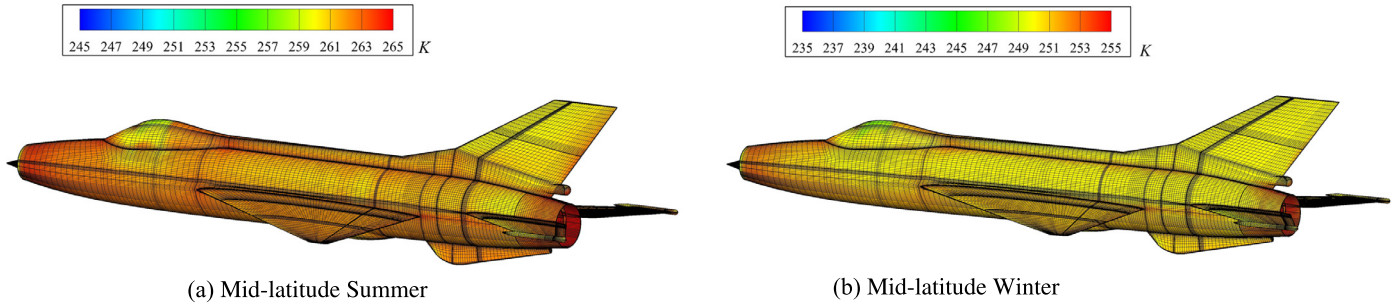 245 247 249 251 253 255 257 259 261 263 265 K
235 237 239 241 243 245 247 249 251 253 255 K
(a) Mid-latitude Summer
(b) Mid-latitude Winter